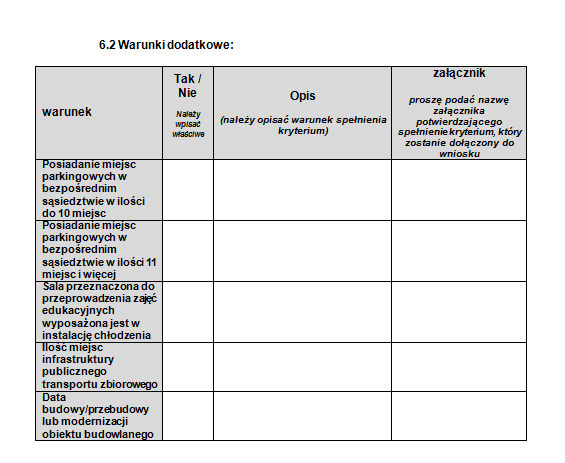 6.2 Warunki dodatkowe:
warunek
Tak /
Nie
Należy
wpisać
właściwe
Opis
(należy opisać warunek spełnienia
kryterium)
załącznik
proszę podać nazwę
załącznika
potwierdzającego
spełnienie kryterium, który
zostanie dołączony do
wniosku
Posiadanie miejsc
parkingowych w
bezpośrednim
sąsiedztwie w ilości
do 10 miejsc
Posiadanie miejsc
parkingowych w
bezpośrednim
sąsiedztwie w ilości 11
miejsc i więcej
Sala przeznaczona do
przeprowadzenia zajęć
edukacyjnych
wyposażona jest w
instalację chłodzenia
Ilość miejsc
infrastruktury
publicznego
transportu zbiorowego
Data
budowy/przebudowy
lub modernizacji
obiektu budowlanego